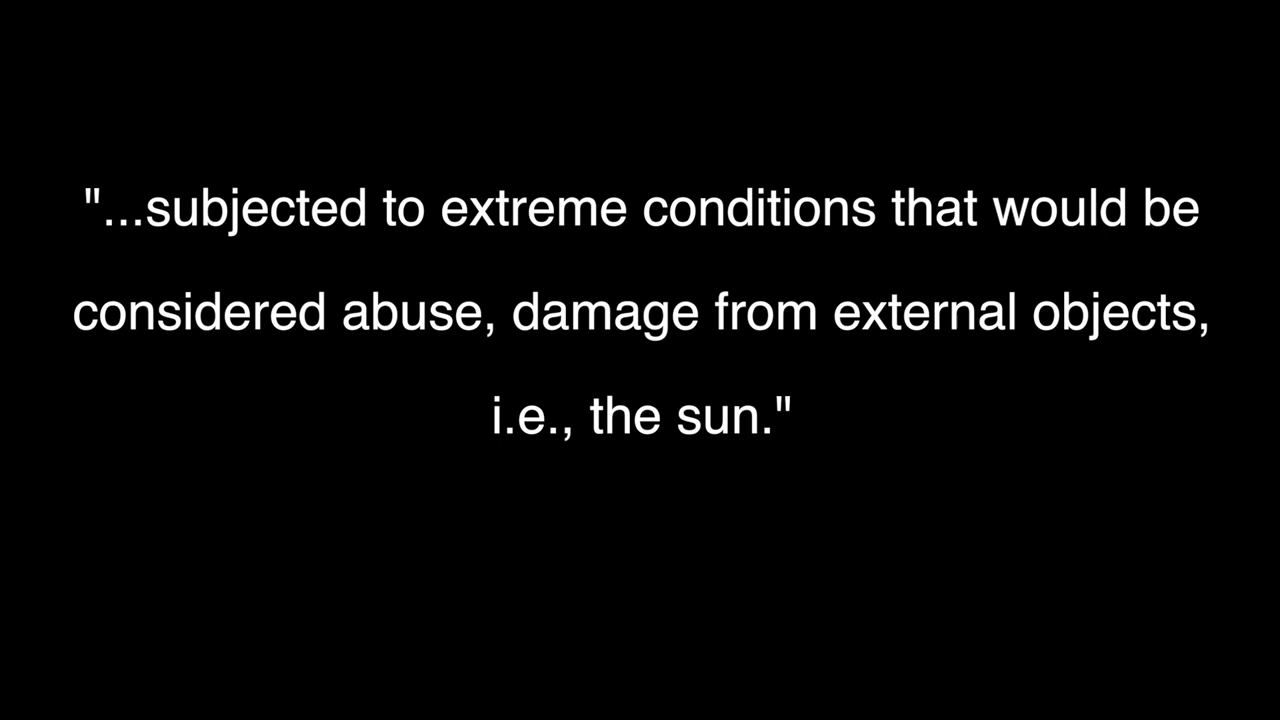 "...subjected to extreme conditions that would be
considered abuse, damage from external objects,
i.e., the sun."